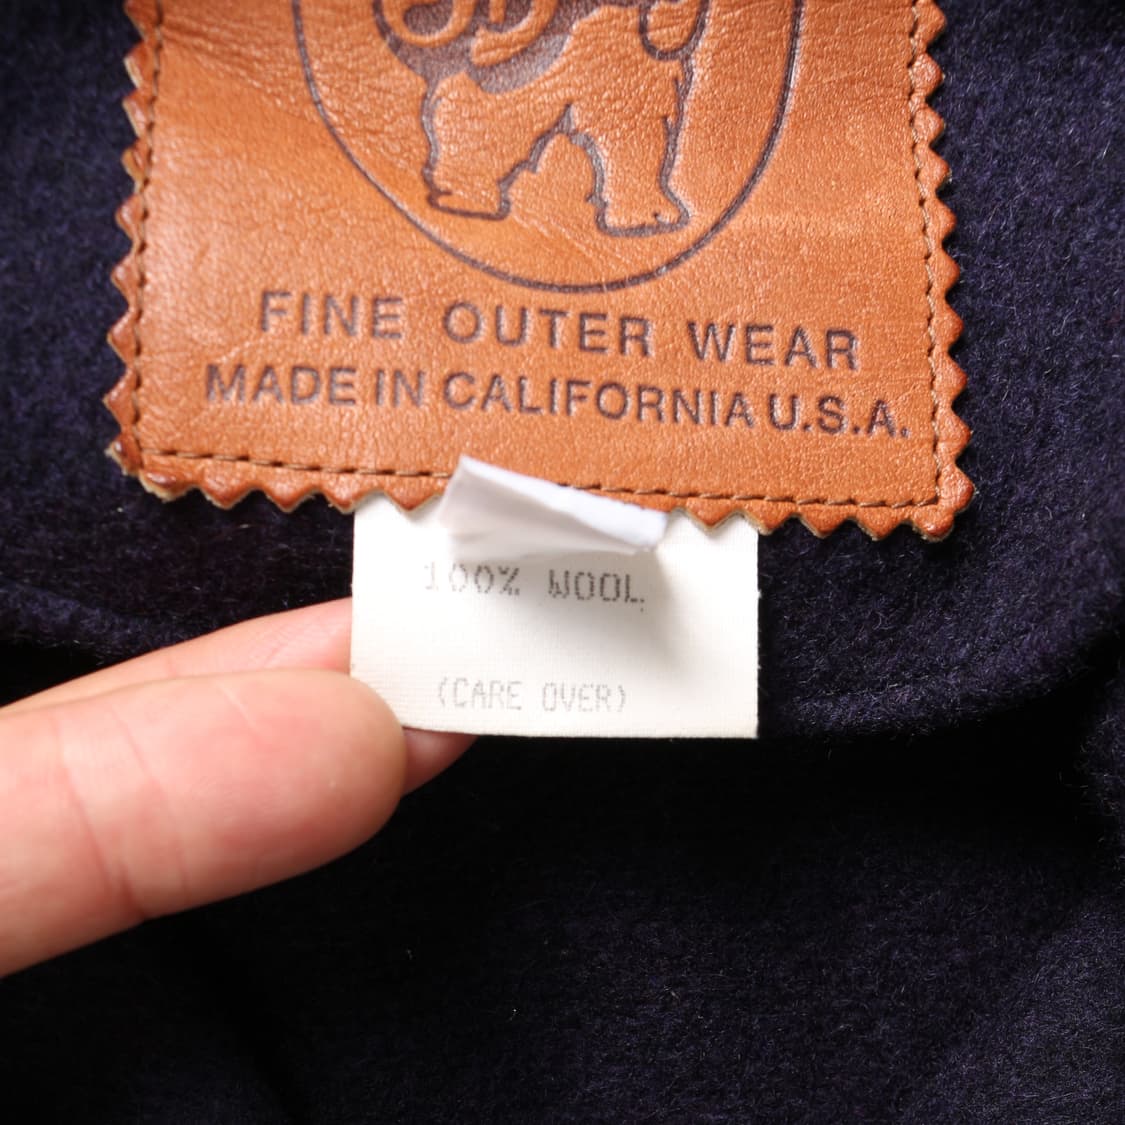 FINE OUTER WEAR
MADE IN CALIFORNIA U.S.A.
100% WOOL
(CARE OVER)